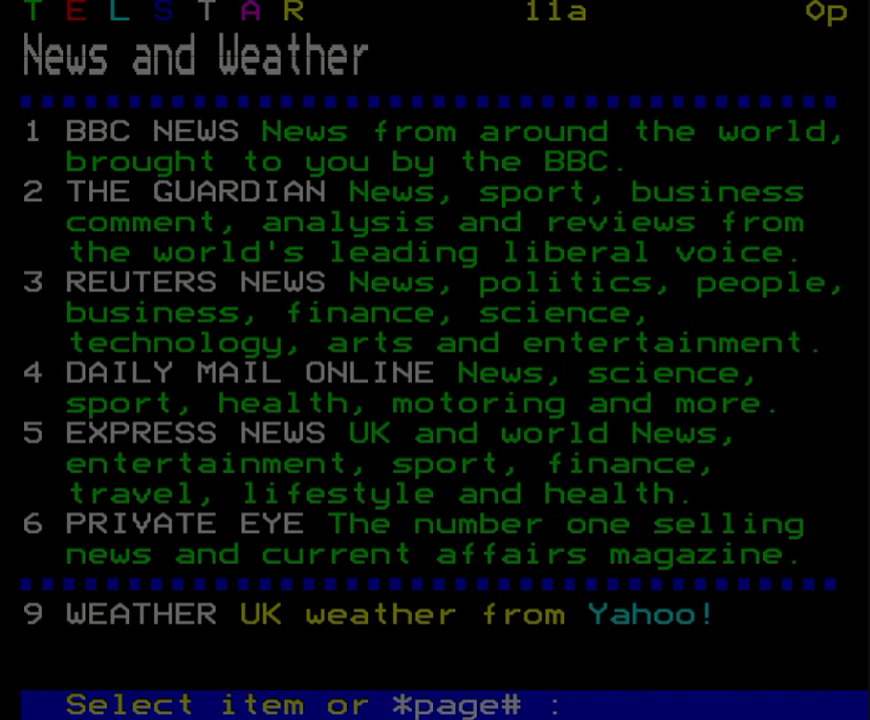 T E L S T A R 11a 0p
News and Weather
1 BBC NEWS News from around the world,
brought to you by the BBC.
2 THE GUARDIAN News, sport, business
comment, analysis and reviews from
the world's leading liberal voice.
3 REUTERS NEWS News, politics, people,
business, finance, science,
technology, arts and entertainment.
4 DAILY MAIL ONLINE News, science,
sport, health, motoring and more.
5 EXPRESS NEWS UK and world News,
entertainment, sport, finance,
travel, lifestyle and health.
6 PRIVATE EYE The number one selling
news and current affairs magazine.
9 WEATHER UK weather from Yahoo!
Select item or *page# :